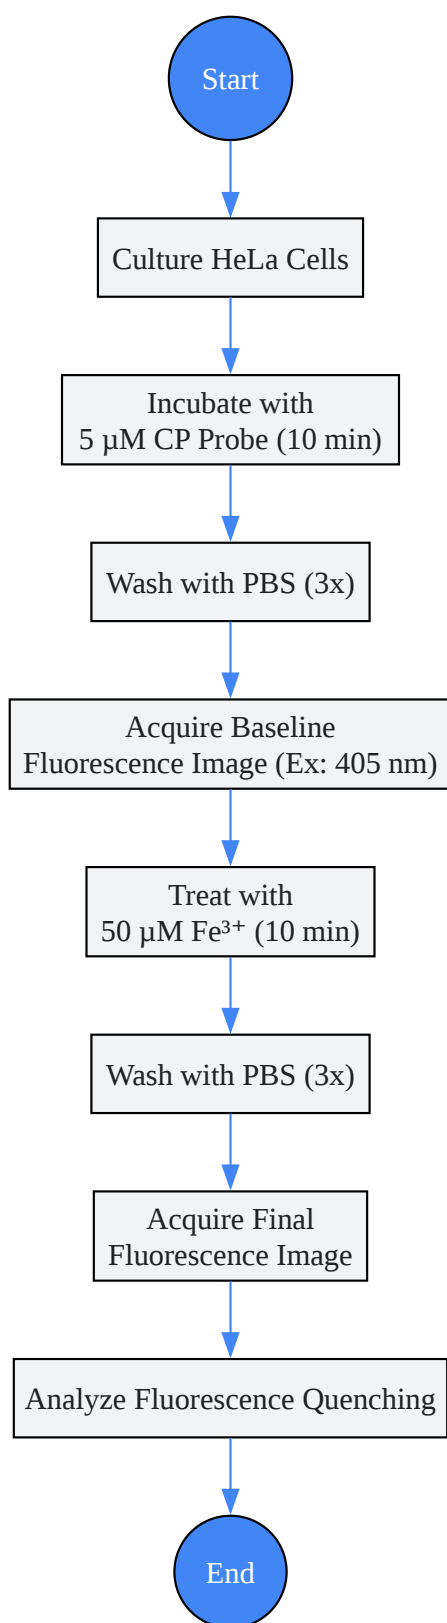 Start
Culture HeLa Cells
Incubate with
5 µM CP Probe (10 min)
Wash with PBS (3x)
Acquire Baseline
Fluorescence Image (Ex: 405 nm)
Treat with
50 µM Fe³⁺ (10 min)
Wash with PBS (3x)
Acquire Final
Fluorescence Image
Analyze Fluorescence Quenching
End